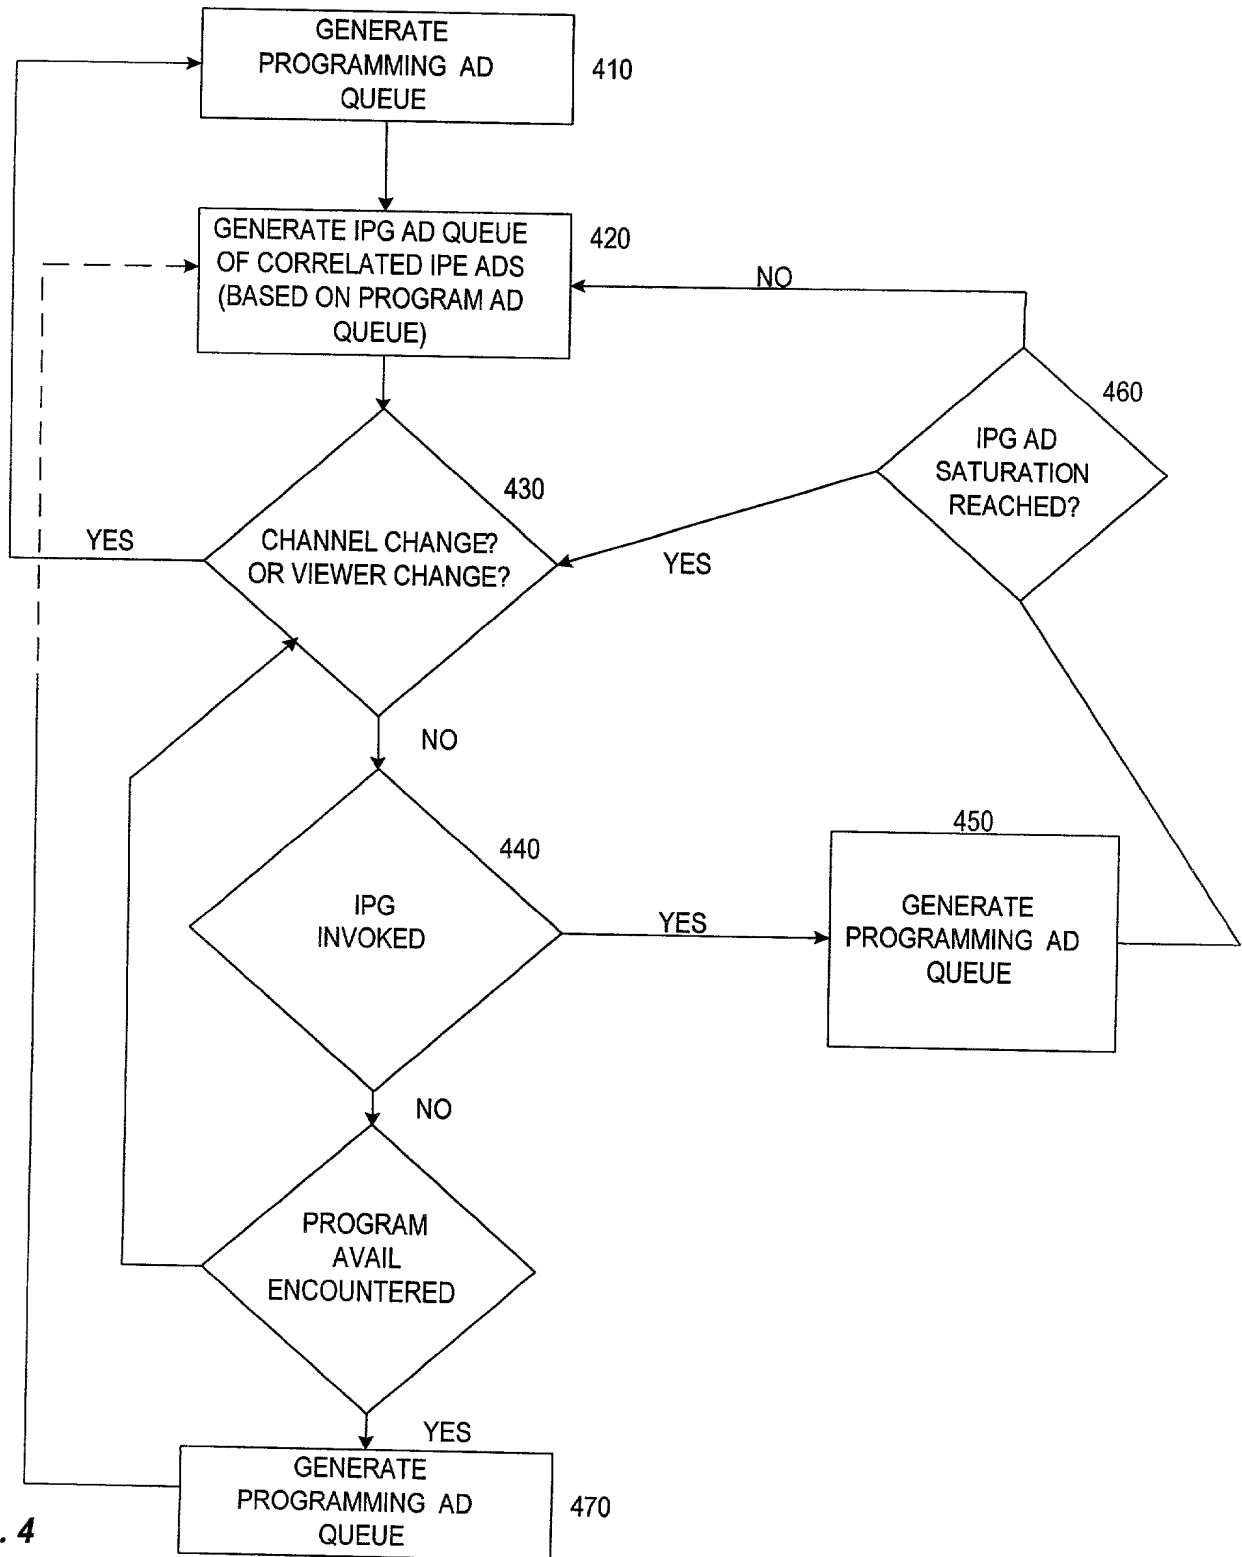 GENERATE
PROGRAMMING AD
QUEUE
410
GENERATE IPG AD QUEUE
OF CORRELATED IPE ADS
(BASED ON PROGRAM AD
QUEUE)
420
NO
460
IPG AD
SATURATION
REACHED?
430
YES
CHANNEL CHANGE?
OR VIEWER CHANGE?
YES
NO
440
IPG
INVOKED
YES
450
GENERATE
PROGRAMMING AD
QUEUE
NO
PROGRAM
AVAIL
ENCOUNTERED
YES
GENERATE
PROGRAMMING AD
QUEUE
470
. 4